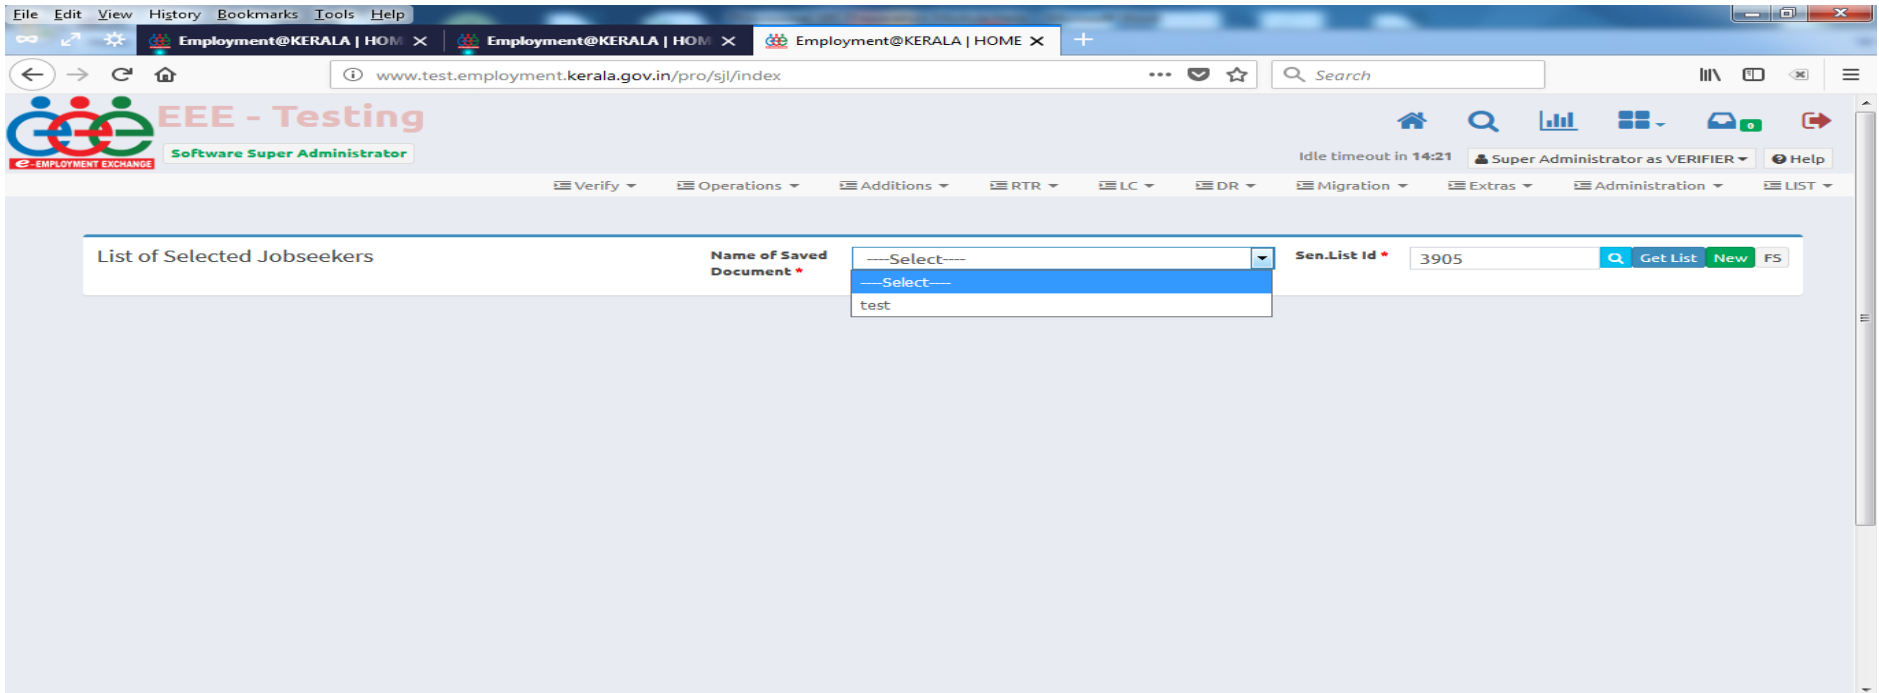 File Edit View History Bookmarks Tools Help
Employment@KERALA | HOM Employment@KERALA | HOM Employment@KERALA | HOME
www.test.employment.kerala.gov.in/pro/sjl/index Search
EEE - Testing
e-EMPLOYMENT EXCHANGE
Software Super Administrator
0
Idle timeout in 14:21 Super Administrator as VERIFIER Help
Verify Operations Additions RTR LC DR Migration Extras Administration LIST
List of Selected Jobseekers
Name of Saved Document *
----Select----
Sen.List Id * 3905 Get List New FS
----Select----
test